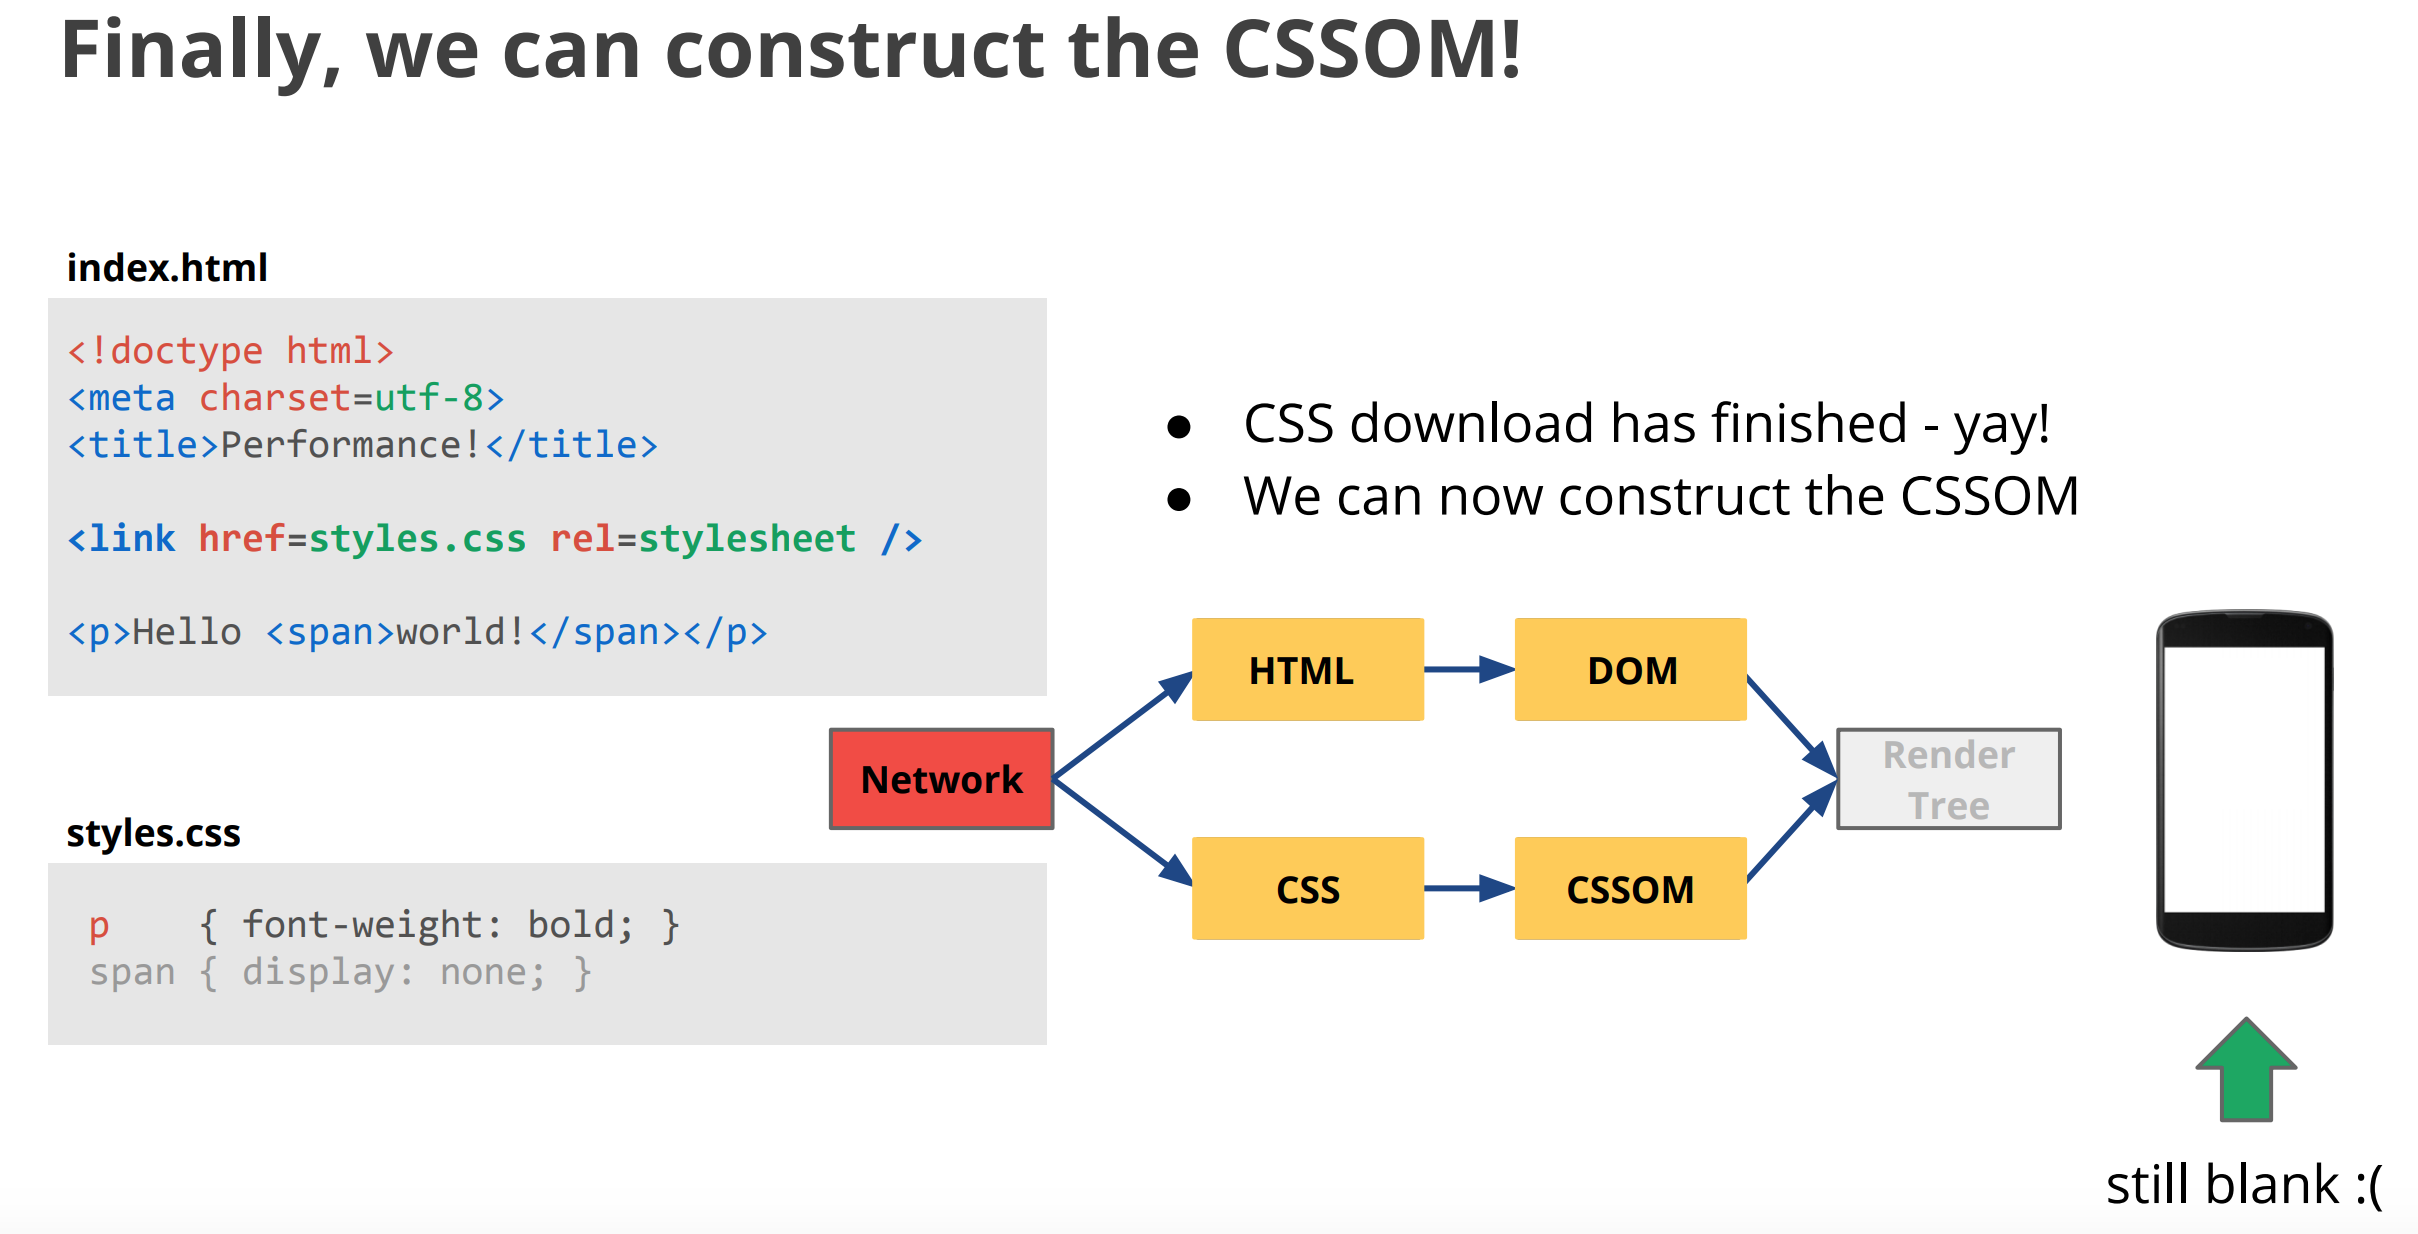 Finally, we can construct the CSSOM!
index.html
<!doctype html>
<meta charset=utf-8>
<title>Performance!</title>
<link href=styles.css rel=stylesheet />
<p>Hello <span>world!</span></p>
styles.css
p    { font-weight: bold; }
span { display: none; }
● CSS download has finished - yay!
● We can now construct the CSSOM
Network
HTML
DOM
CSS
CSSOM
Render
Tree
still blank :(